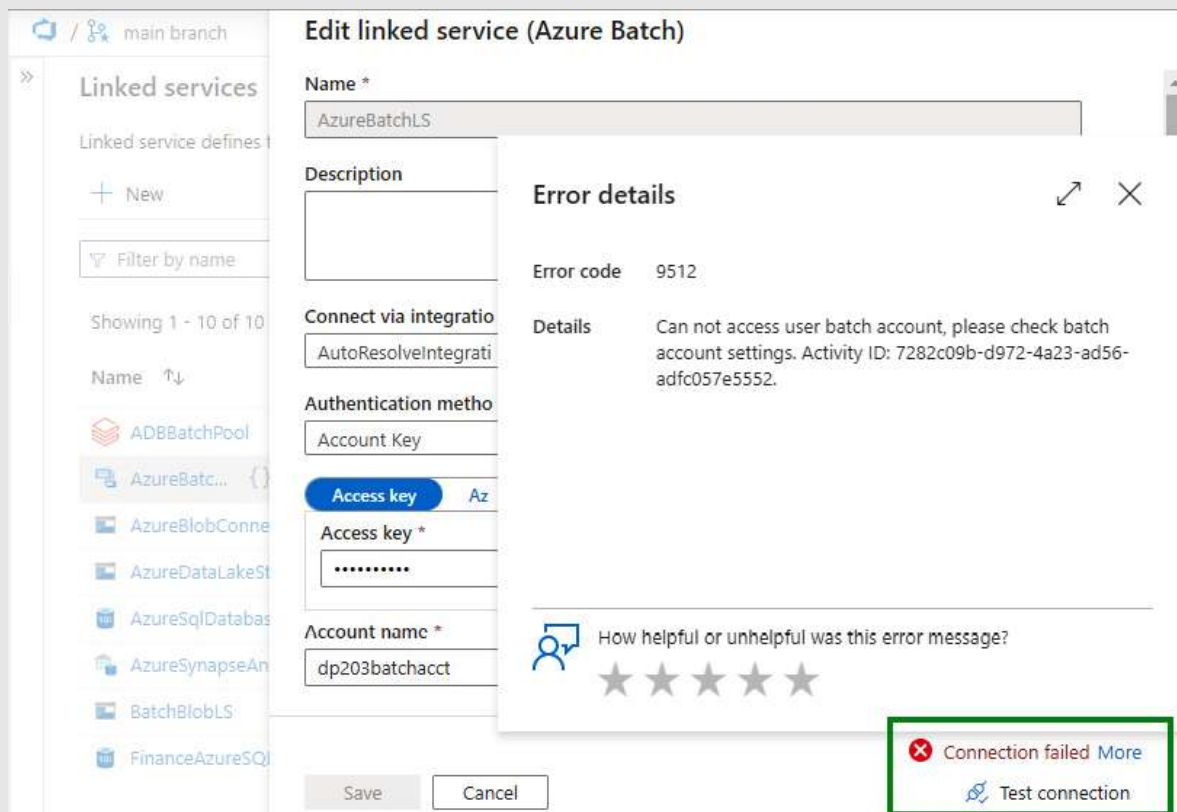 / main branch
Edit linked service (Azure Batch)
Linked services
Linked service defines t
New
Filter by name
Showing 1 - 10 of 10
Name
ADBBatchPool
AzureBatc... {}
AzureBlobConne
AzureDataLakeSt
AzureSqlDatabas
AzureSynapseAn
BatchBlobLS
FinanceAzureSQL
Name *
AzureBatchLS
Description
Connect via integratio
AutoResolveIntegrati
Authentication metho
Account Key
Access key Az
Access key *
••••••••••
Account name *
dp203batchacct
Save Cancel
Error details
Error code 9512
Details Can not access user batch account, please check batch
account settings. Activity ID: 7282c09b-d972-4a23-ad56-
adfc057e5552.
How helpful or unhelpful was this error message?
Connection failed More
Test connection